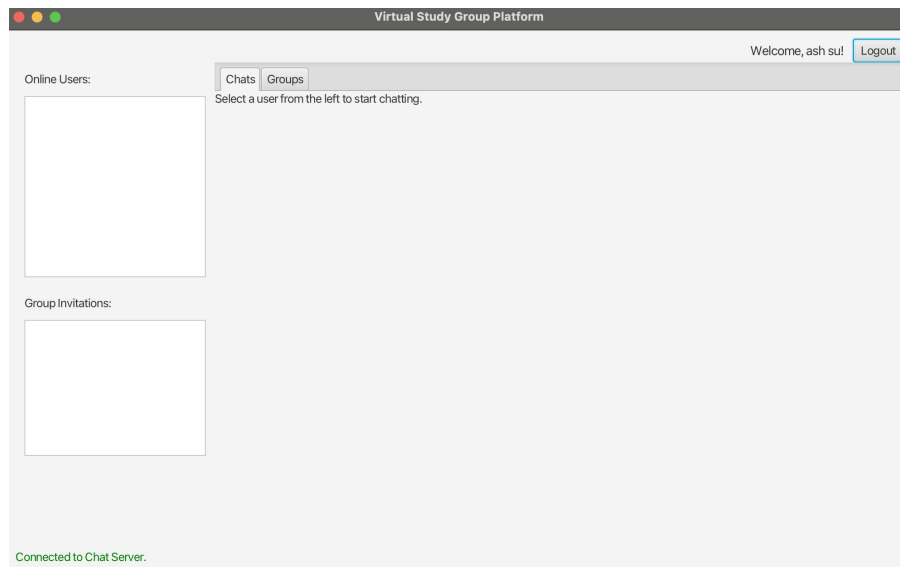 Virtual Study Group Platform
Welcome, ash su! Logout
Online Users:
Chats Groups
Select a user from the left to start chatting.
Group Invitations:
Connected to Chat Server.